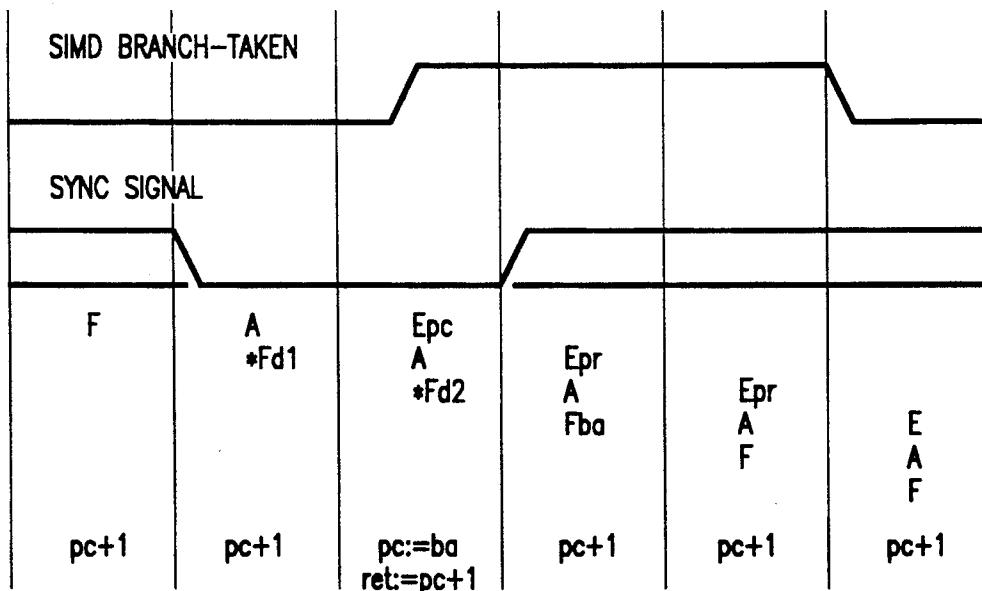 SIMD BRANCH-TAKEN
SYNC SIGNAL
F A Epc
*Fd1 A Epr
*Fd2 A Epr
Fba A E
F A
F
pc+1 pc+1 pc:=ba pc+1 pc+1 pc+1
ret:=pc+1